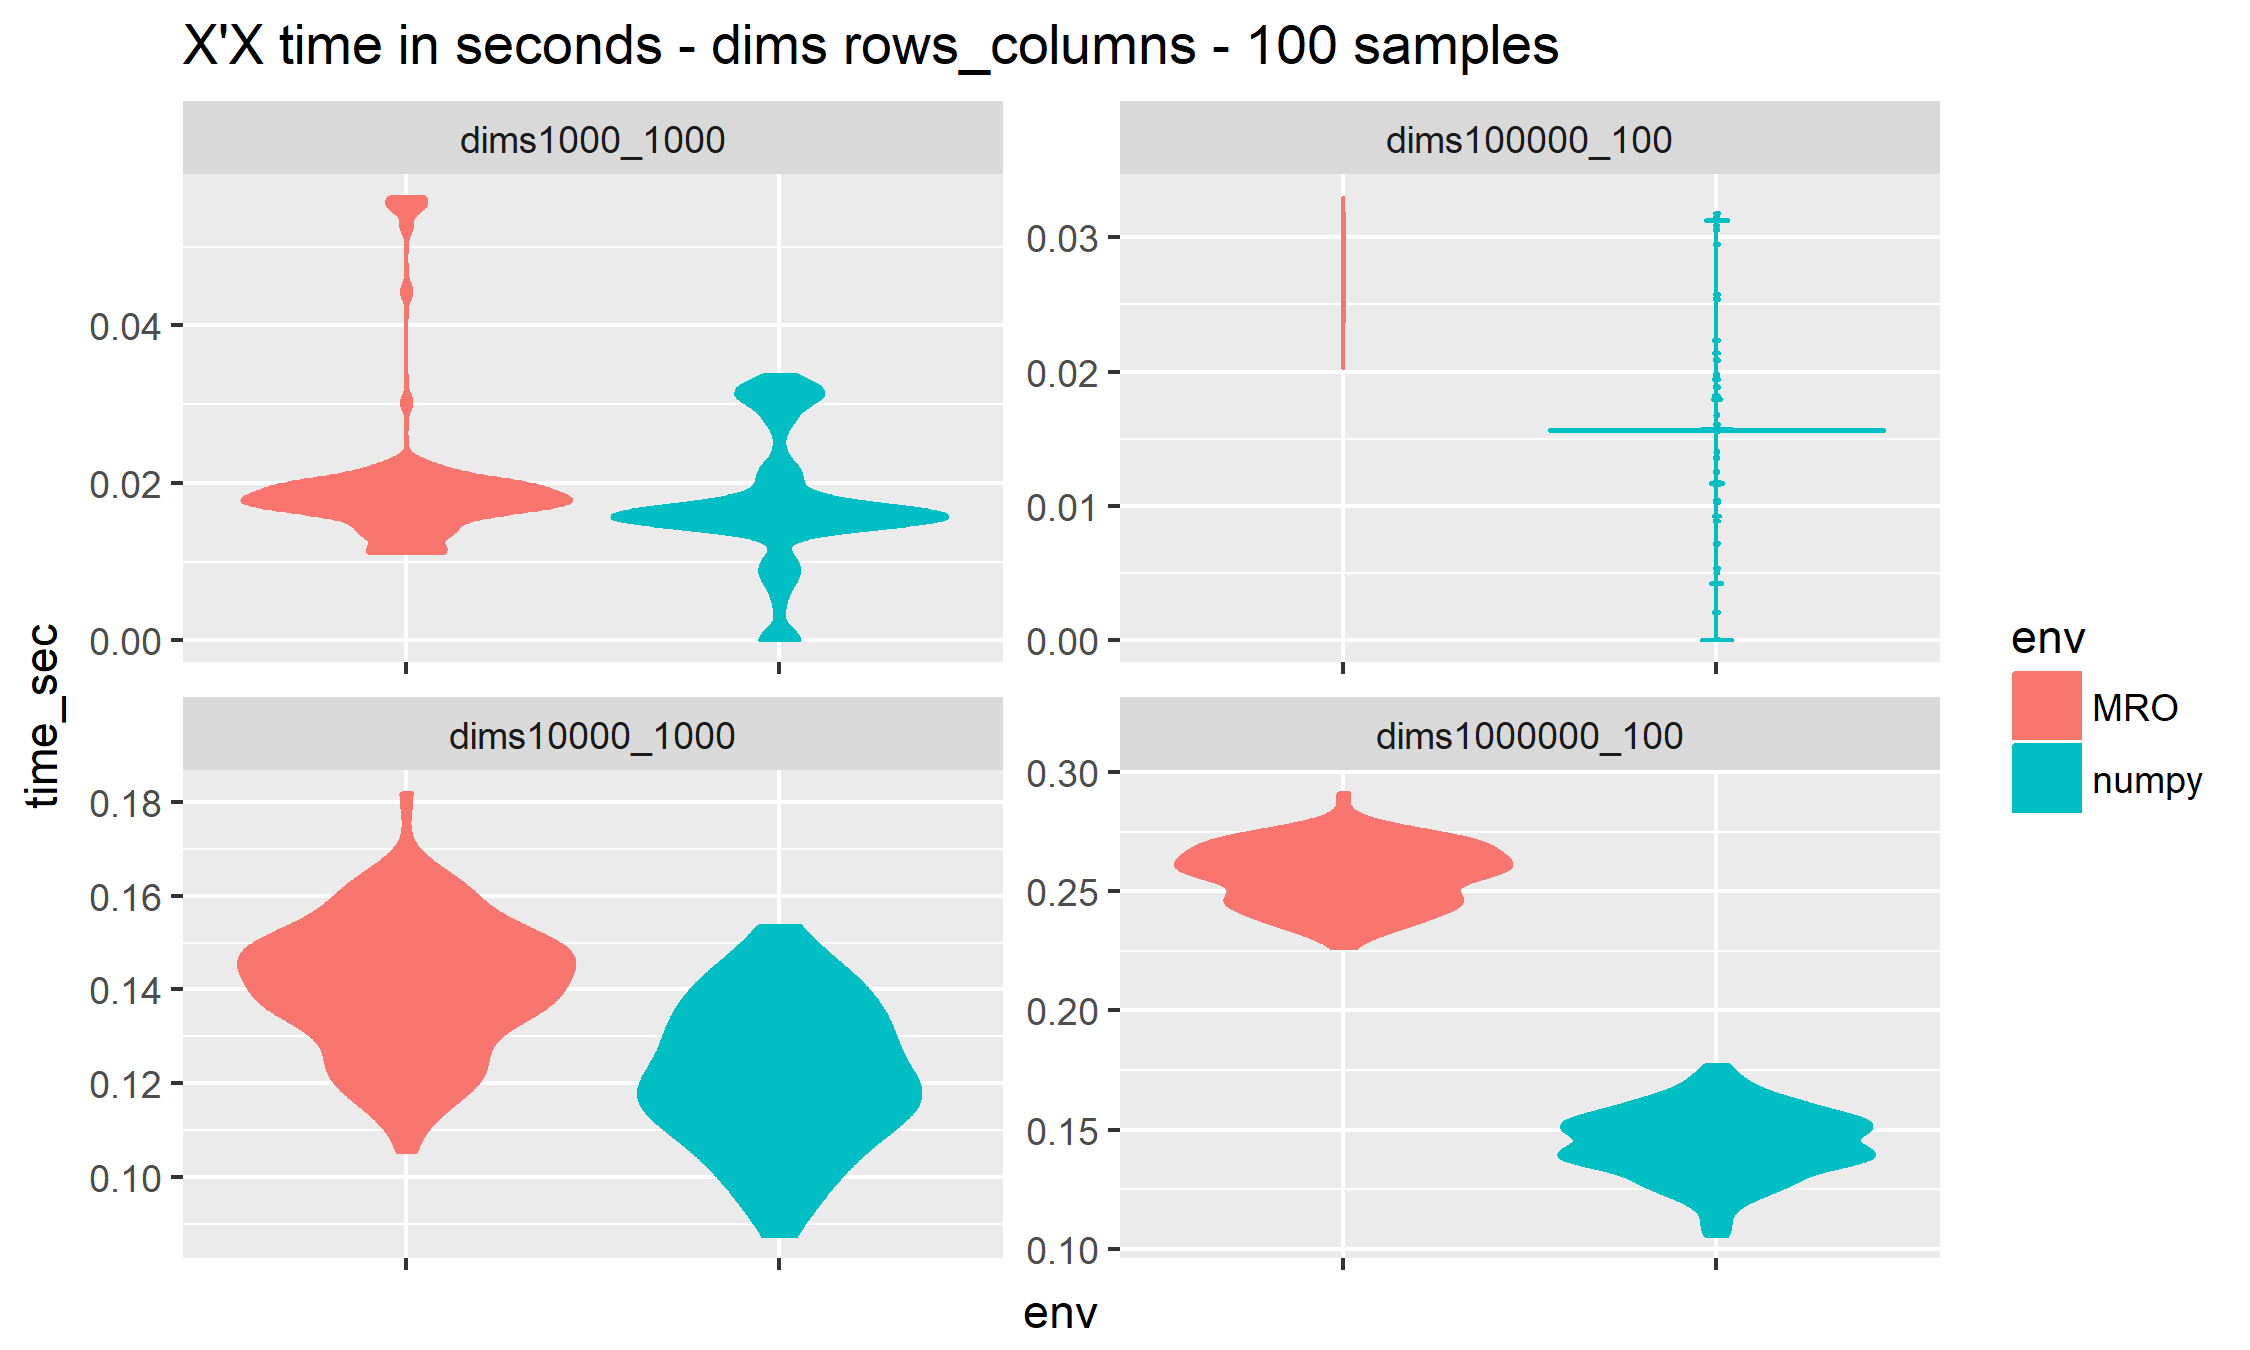 X'X time in seconds - dims rows_columns - 100 samples
dims1000_1000
0.04
0.02
0.00
dims100000_100
0.03
0.02
0.01
0.00
dims10000_1000
0.18
0.16
0.14
0.12
0.10
dims1000000_100
0.30
0.25
0.20
0.15
0.10
time_sec
env
env
MRO
numpy